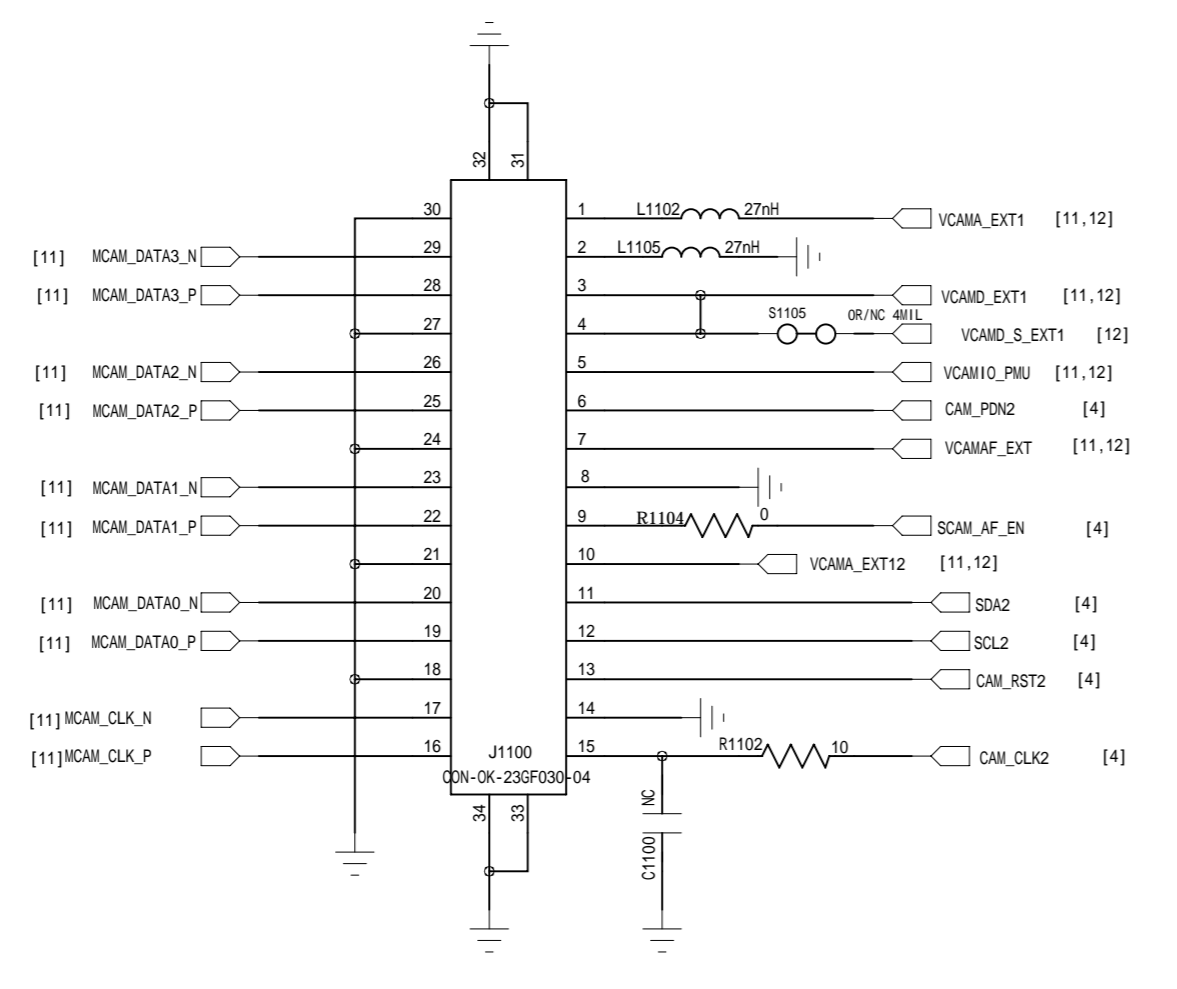 32 31
30 1 L1102 27nH VCAMA_EXT1 [11,12]
[11] MCAM_DATA3_N 29 2 L1105 27nH
[11] MCAM_DATA3_P 28 3 VCAMD_EXT1 [11,12]
27 4 S1105 0R/NC 4MIL VCAMD_S_EXT1 [12]
[11] MCAM_DATA2_N 26 5 VCAMIO_PMU [11,12]
[11] MCAM_DATA2_P 25 6 CAM_PDN2 [4]
24 7 VCAMAF_EXT [11,12]
[11] MCAM_DATA1_N 23 8
[11] MCAM_DATA1_P 22 9 R1104 0 SCAM_AF_EN [4]
21 10 VCAMA_EXT12 [11,12]
[11] MCAM_DATA0_N 20 11 SDA2 [4]
[11] MCAM_DATA0_P 19 12 SCL2 [4]
18 13 CAM_RST2 [4]
[11] MCAM_CLK_N 17 14
[11] MCAM_CLK_P 16 15 R1102 10 CAM_CLK2 [4]
J1100
CON-OK-23GF030-04
34 33
NC
C1100